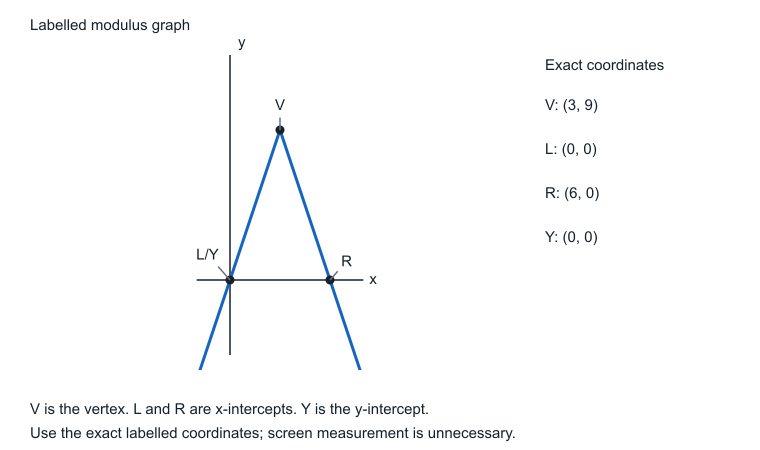 Labelled modulus graph
y
Exact coordinates
V
V: (3, 9)
L: (0, 0)
R: (6, 0)
Y: (0, 0)
L/Y
R
x
V is the vertex. L and R are x-intercepts. Y is the y-intercept.
Use the exact labelled coordinates; screen measurement is unnecessary.